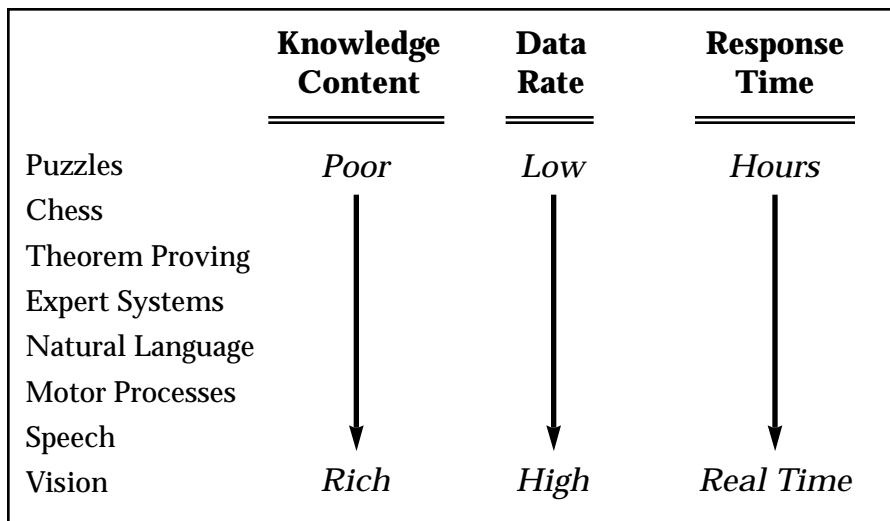 Knowledge Data Response
Content Rate Time
Puzzles Poor Low Hours
Chess
Theorem Proving
Expert Systems
Natural Language
Motor Processes
Speech
Vision Rich High Real Time